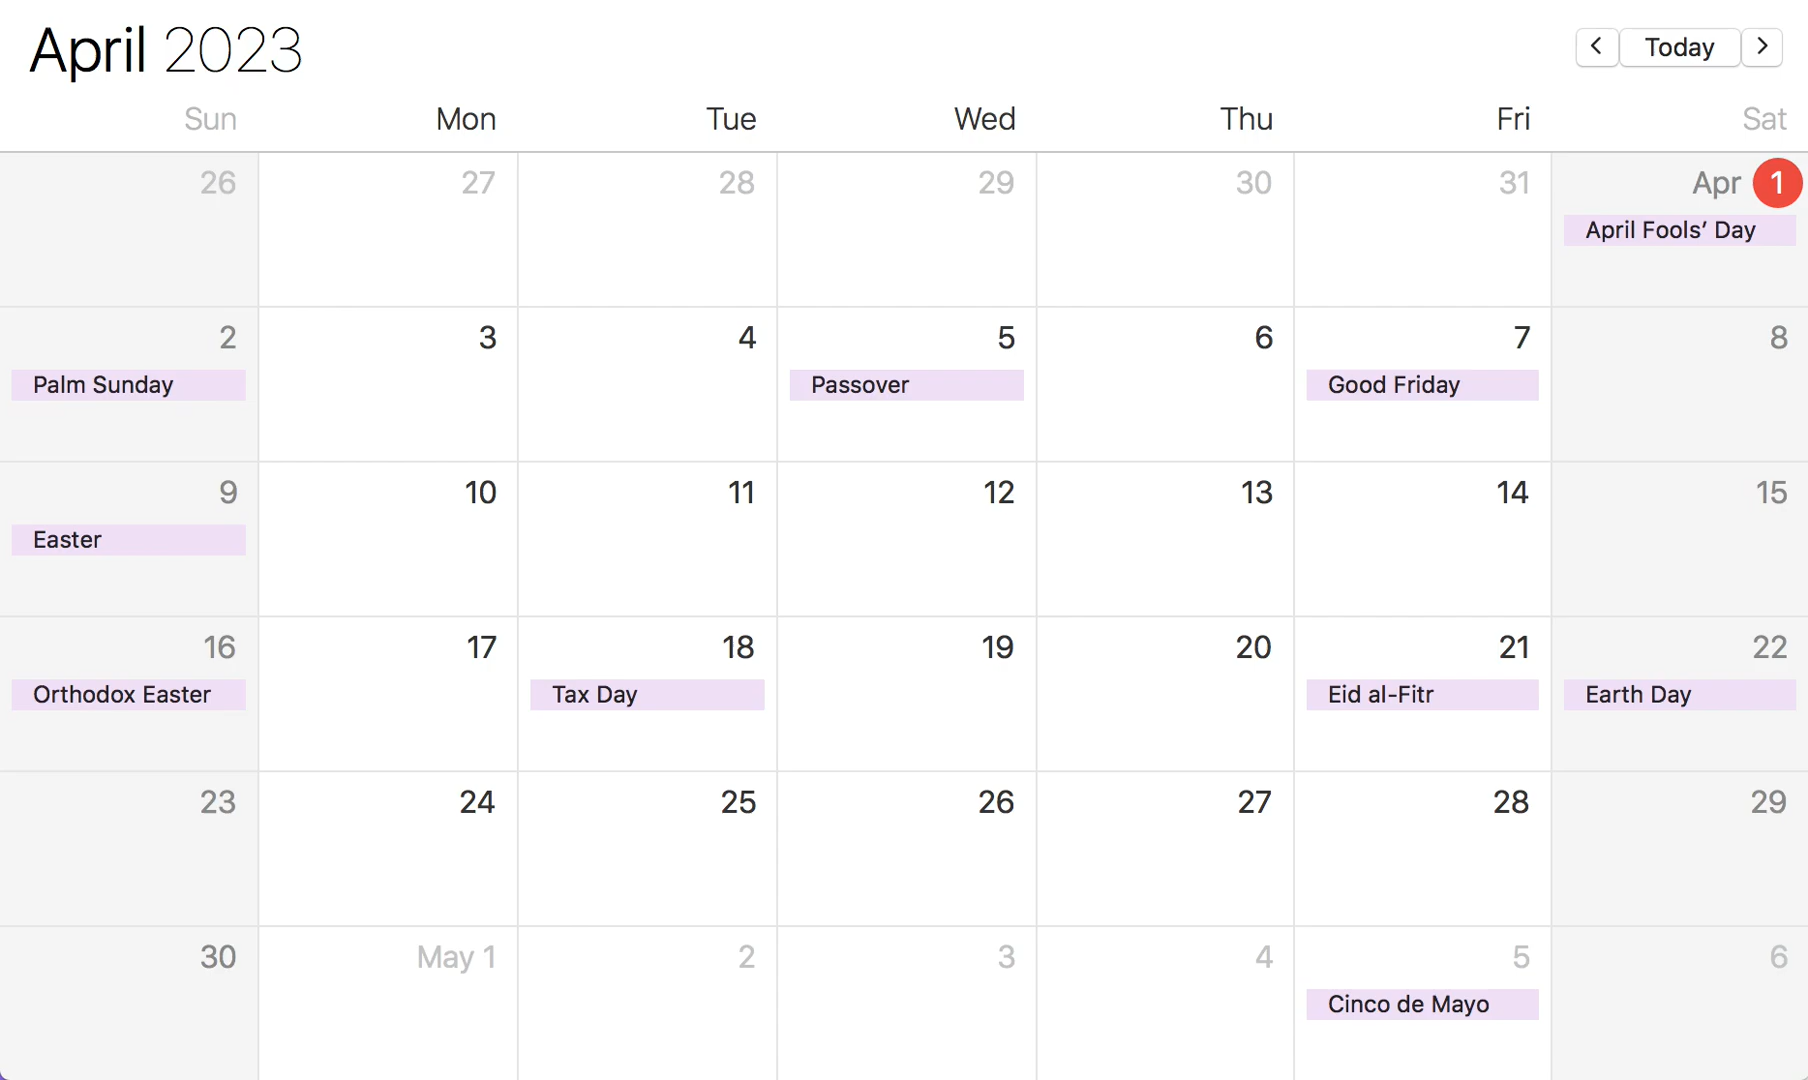 April 2023
< Today >
Sun Mon Tue Wed Thu Fri Sat
26 27 28 29 30 31 Apr 1
April Fools’ Day
2 3 4 5 6 7 8
Palm Sunday Passover Good Friday
9 10 11 12 13 14 15
Easter
16 17 18 19 20 21 22
Orthodox Easter Tax Day Eid al-Fitr Earth Day
23 24 25 26 27 28 29
30 May 1 2 3 4 5 6
Cinco de Mayo